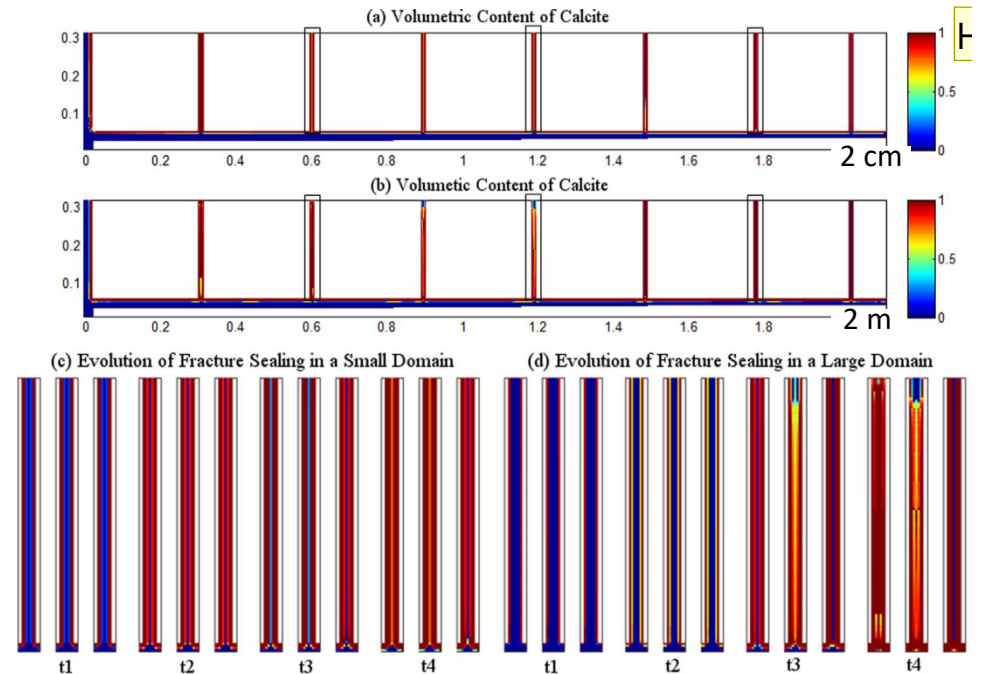 (a) Volumetric Content of Calcite
0.3
0.2
0.1
0 0.2 0.4 0.6 0.8 1 1.2 1.4 1.6 1.8 2 cm
1
0.5
0
H
(b) Volumetic Content of Calcite
0.3
0.2
0.1
0 0.2 0.4 0.6 0.8 1 1.2 1.4 1.6 1.8 2 m
1
0.5
0
(c) Evolution of Fracture Sealing in a Small Domain
(d) Evolution of Fracture Sealing in a Large Domain
t1 t2 t3 t4
t1 t2 t3 t4